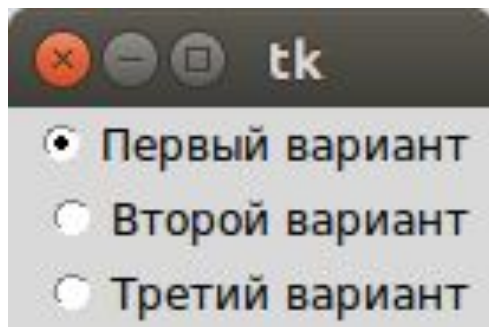 tk
Первый вариант
Второй вариант
Третий вариант